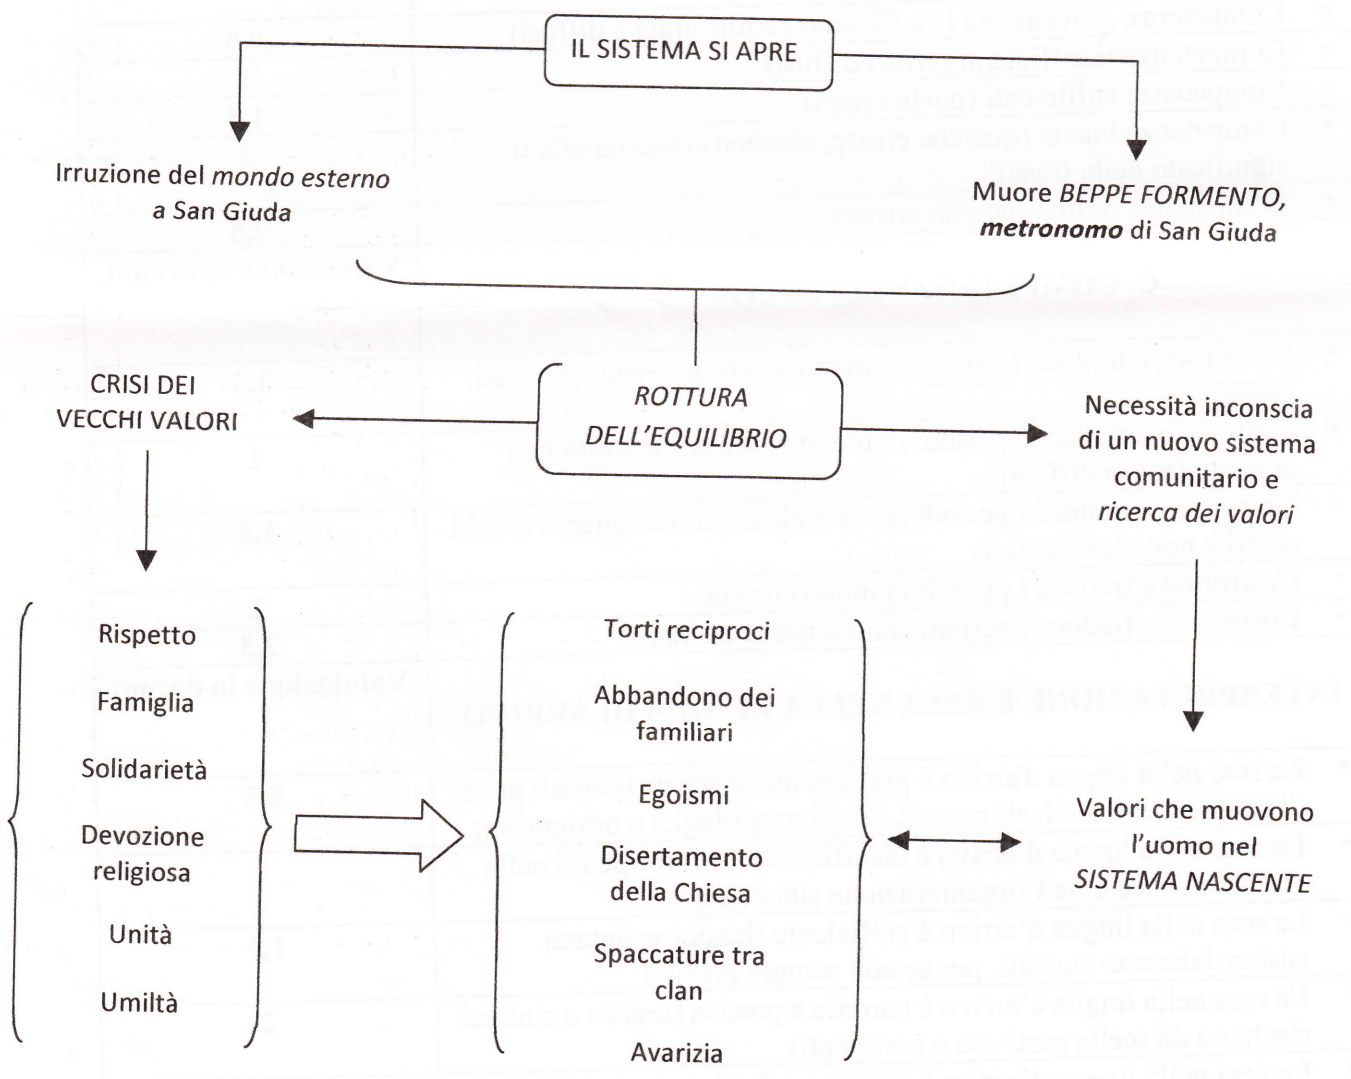 IL SISTEMA SI APRE
Irruzione del mondo esterno
a San Giuda
Muore BEPPE FORMENTO,
metronomo di San Giuda
CRISI DEI
VECCHI VALORI
ROTTURA
DELL'EQUILIBRIO
Necessità inconscia
di un nuovo sistema
comunitario e
ricerca dei valori
Rispetto
Famiglia
Solidarietà
Devozione
religiosa
Unità
Umiltà
Torti reciproci
Abbandono dei
familiari
Egoismi
Disertamento
della Chiesa
Spaccature tra
clan
Avarizia
Valori che muovono
l'uomo nel
SISTEMA NASCENTE